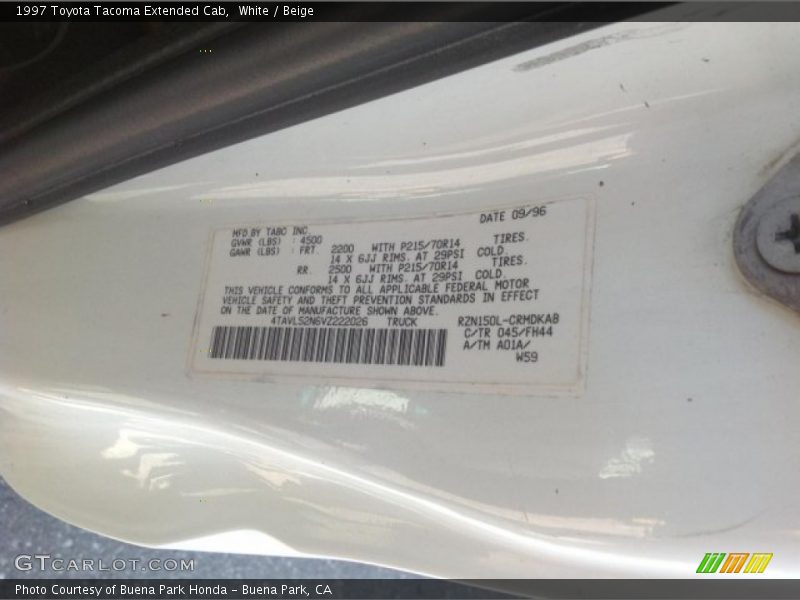 1997 Toyota Tacoma Extended Cab, White / Beige
DATE 09/96
MFD BY TABC INC.
GVWR (LBS) : 4500
GAWR (LBS) : FRT. 2200 WITH P215/70R14 TIRES.
14 X 6JJ RIMS. AT 29PSI COLD.
RR. 2500 WITH P215/70R14 TIRES.
14 X 6JJ RIMS. AT 29PSI COLD.
THIS VEHICLE CONFORMS TO ALL APPLICABLE FEDERAL MOTOR
VEHICLE SAFETY AND THEFT PREVENTION STANDARDS IN EFFECT
ON THE DATE OF MANUFACTURE SHOWN ABOVE.
4TAVL52N6VZ222026 TRUCK
RZN150L-CRMDKAB
C/TR 045/FH44
A/TM A01A/
W59
GTCARLOT.COM
Photo Courtesy of Buena Park Honda - Buena Park, CA